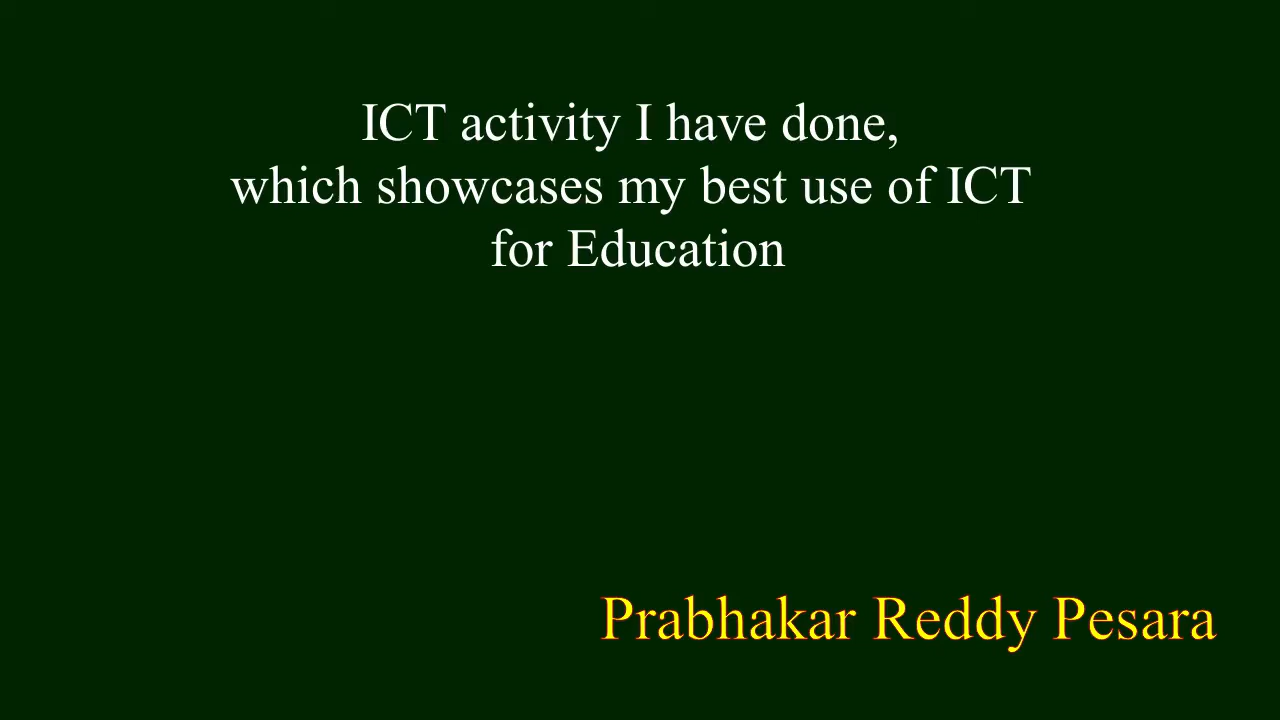 ICT activity I have done,
which showcases my best use of ICT
for Education
Prabhakar Reddy Pesara